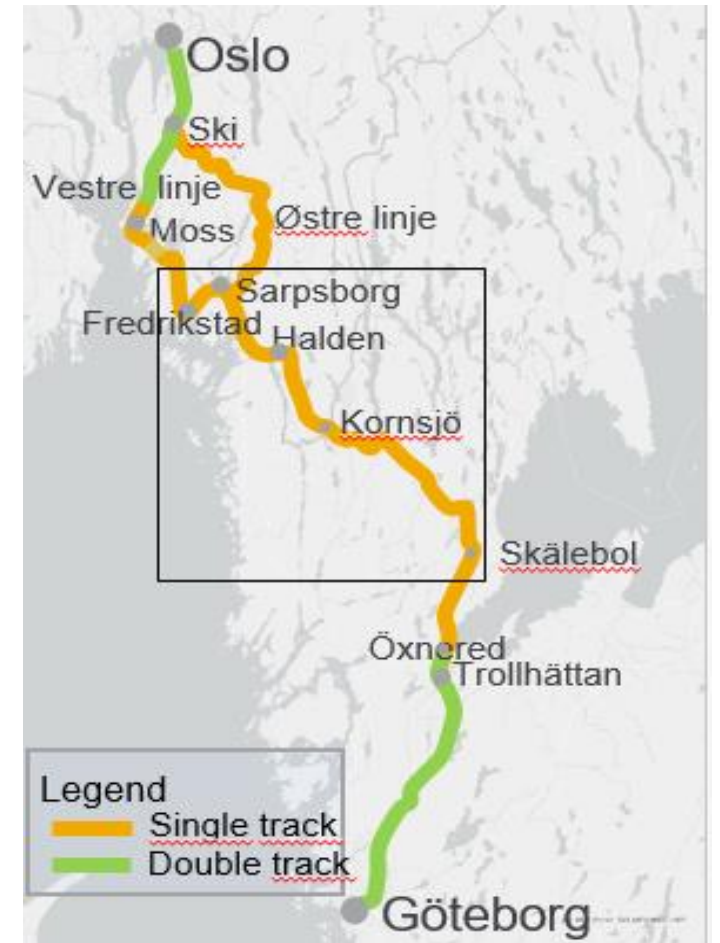 Oslo
Ski
Vestre linje
Østre linje
Moss
Sarpsborg
Fredrikstad
Halden
Kornsjö
Skälebol
Öxnered
Trollhättan
Legend
Single track
Double track
Göteborg